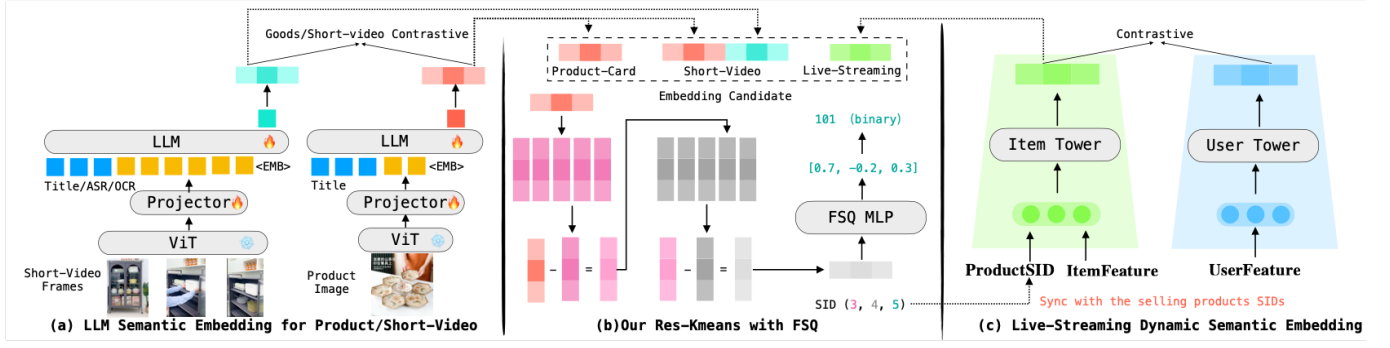 Goods/Short-video Contrastive
LLM
<EMB>
Title/ASR/OCR
Projector
ViT
Short-Video
Frames
LLM
<EMB>
Title
Projector
ViT
Product
Image
(a) LLM Semantic Embedding for Product/Short-Video
Product-Card
Short-Video
Live-Streaming
Embedding Candidate
101 (binary)
[0.7, -0.2, 0.3]
FSQ MLP
- =
- =
SID (3, 4, 5)
(b)Our Res-Kmeans with FSQ
Contrastive
Item Tower
User Tower
ProductSID
ItemFeature
UserFeature
Sync with the selling products SIDs
(c) Live-Streaming Dynamic Semantic Embedding